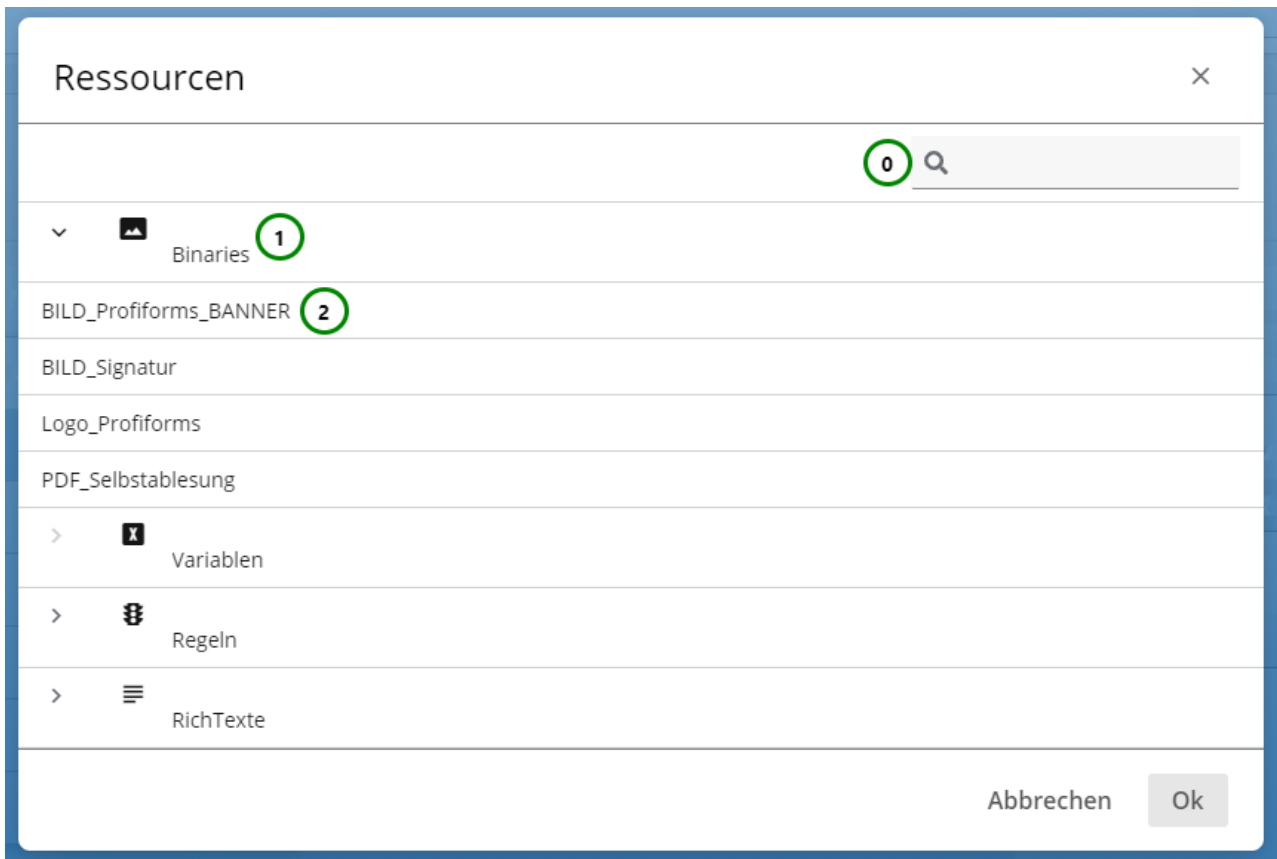 Ressourcen
0
Binaries 1
BILD_Profiforms_BANNER 2
BILD_Signatur
Logo_Profiforms
PDF_Selbstablesung
X
Variablen
Regeln
RichTexte
Abbrechen Ok